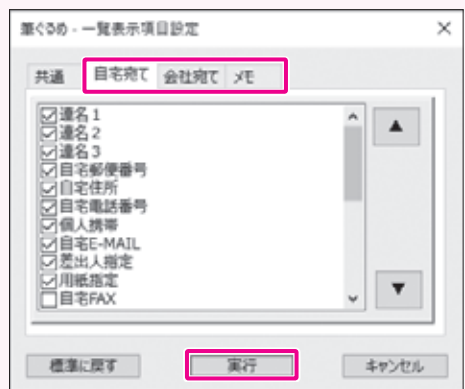 筆ぐるめ - 一覧表示項目設定
共通 自宅宛て 会社宛て メモ
連名1
連名2
連名3
自宅郵便番号
自宅住所
自宅電話番号
個人携帯
自宅E-MAIL
差出人指定
用紙指定
自宅FAX
標準に戻す 実行 キャンセル